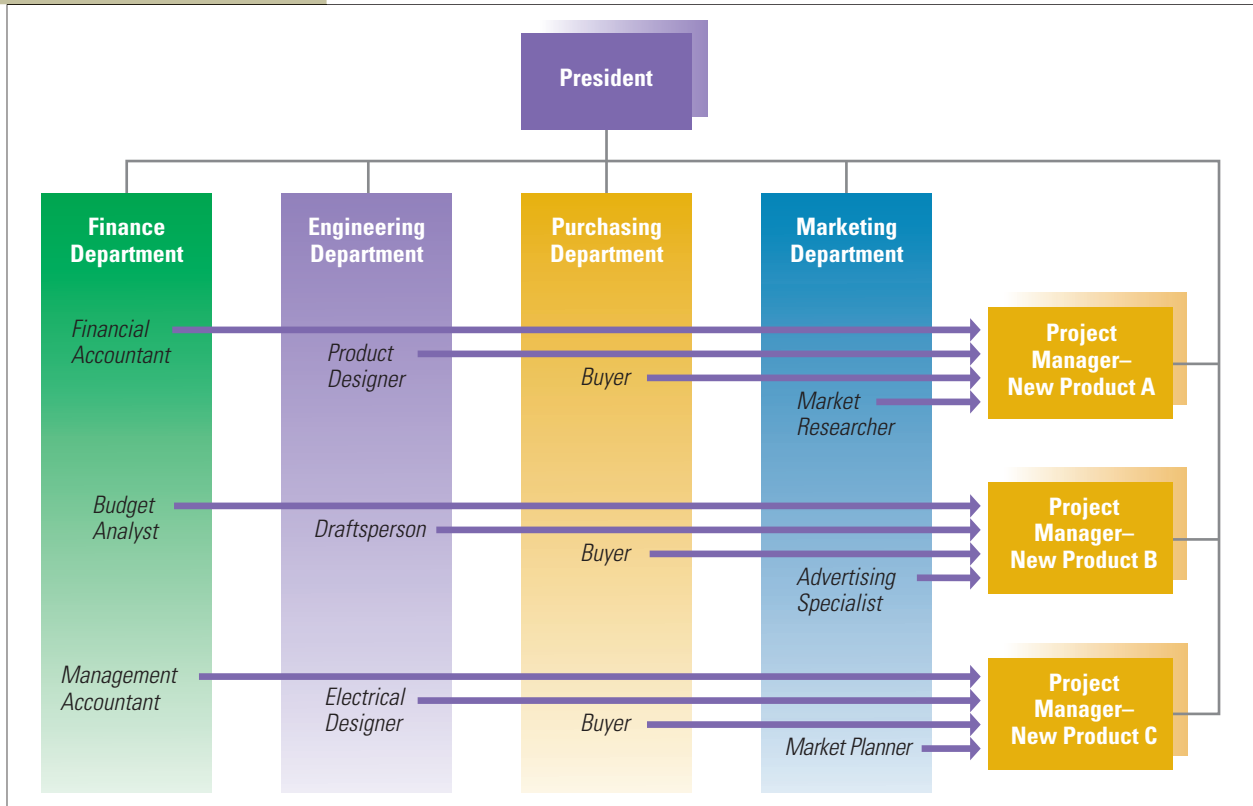 President
Finance
Department
Engineering
Department
Purchasing
Department
Marketing
Department
Financial
Accountant
Product
Designer
Buyer
Market
Researcher
Project
Manager–
New Product A
Budget
Analyst
Draftsperson
Buyer
Advertising
Specialist
Project
Manager–
New Product B
Management
Accountant
Electrical
Designer
Buyer
Market Planner
Project
Manager–
New Product C